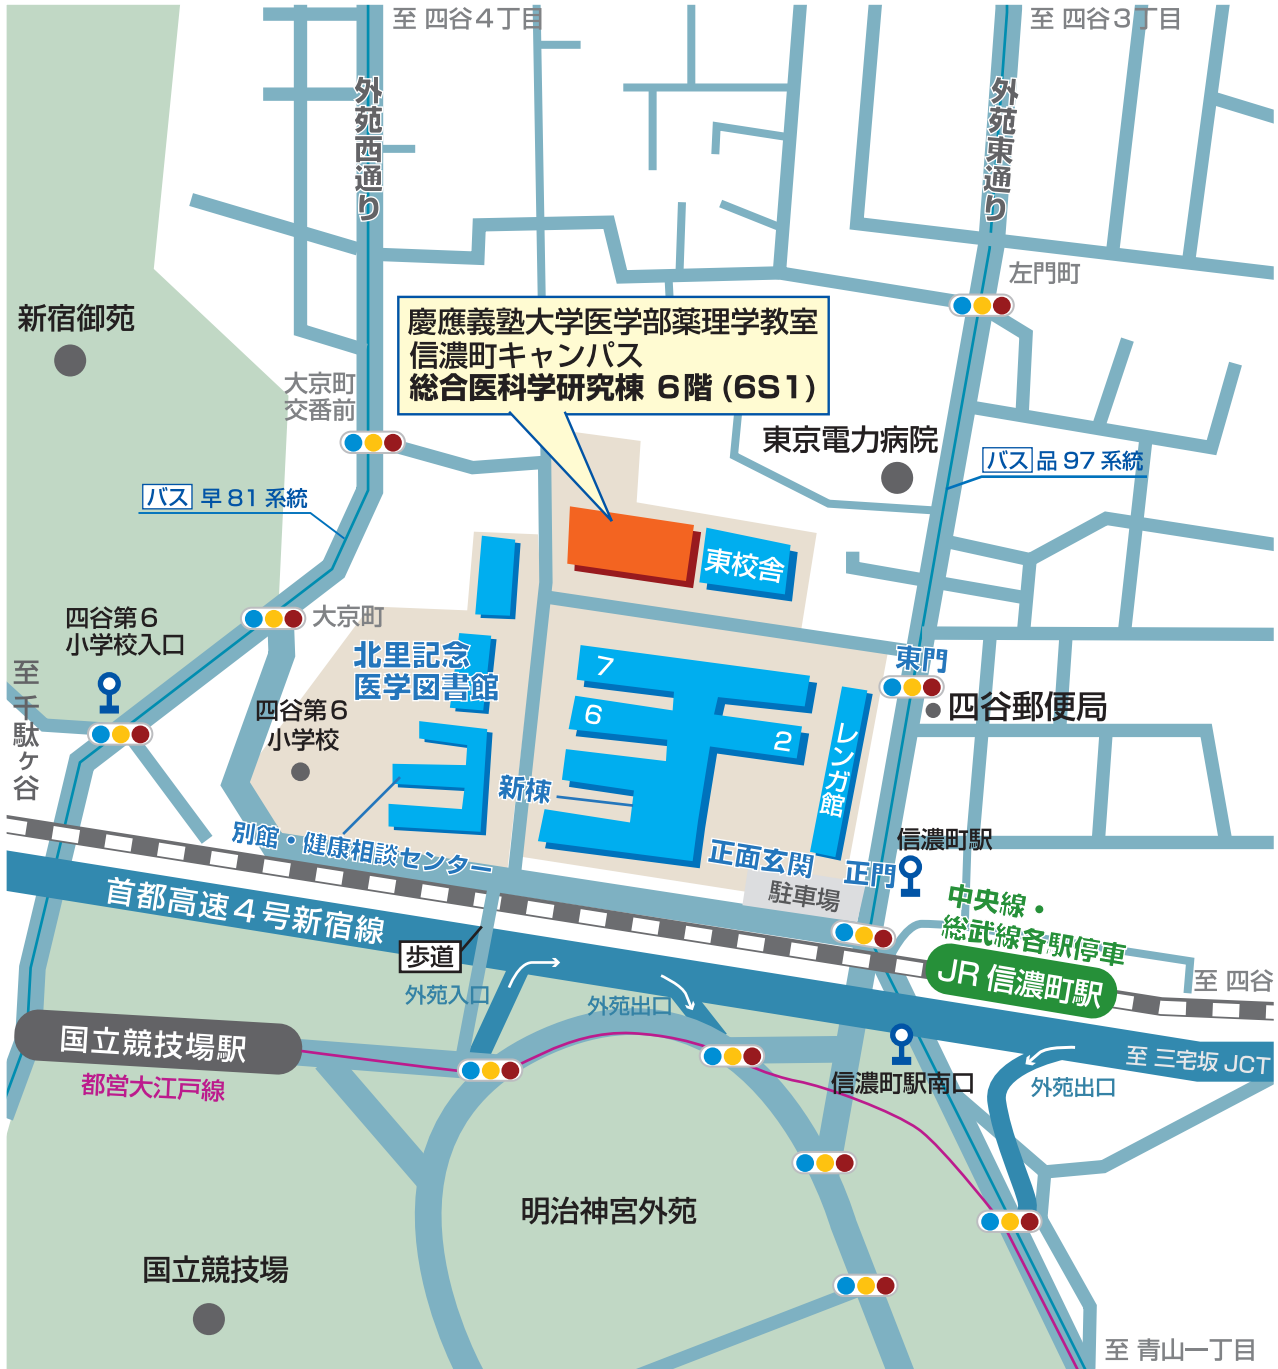 至 四谷4丁目
至 四谷3丁目
外苑西通り
外苑東通り
左門町
新宿御苑
慶應義塾大学医学部薬理学教室
信濃町キャンパス
総合医科学研究棟 6階 (6S1)
大京町
交番前
東京電力病院
バス 品97系統
バス 早81系統
東校舎
四谷第6
小学校入口
大京町
北里記念
医学図書館
7
東門
至 千駄ヶ谷
四谷第6
小学校
6
2
レンガ館
四谷郵便局
新棟
別館・健康相談センター
正面玄関
正門
信濃町駅
駐車場
首都高速4号新宿線
中央線・
総武線各駅停車
歩道
JR 信濃町駅
至 四谷
外苑入口
外苑出口
国立競技場駅
都営大江戸線
信濃町駅南口
至 三宅坂 JCT
外苑出口
明治神宮外苑
国立競技場
至 青山一丁目